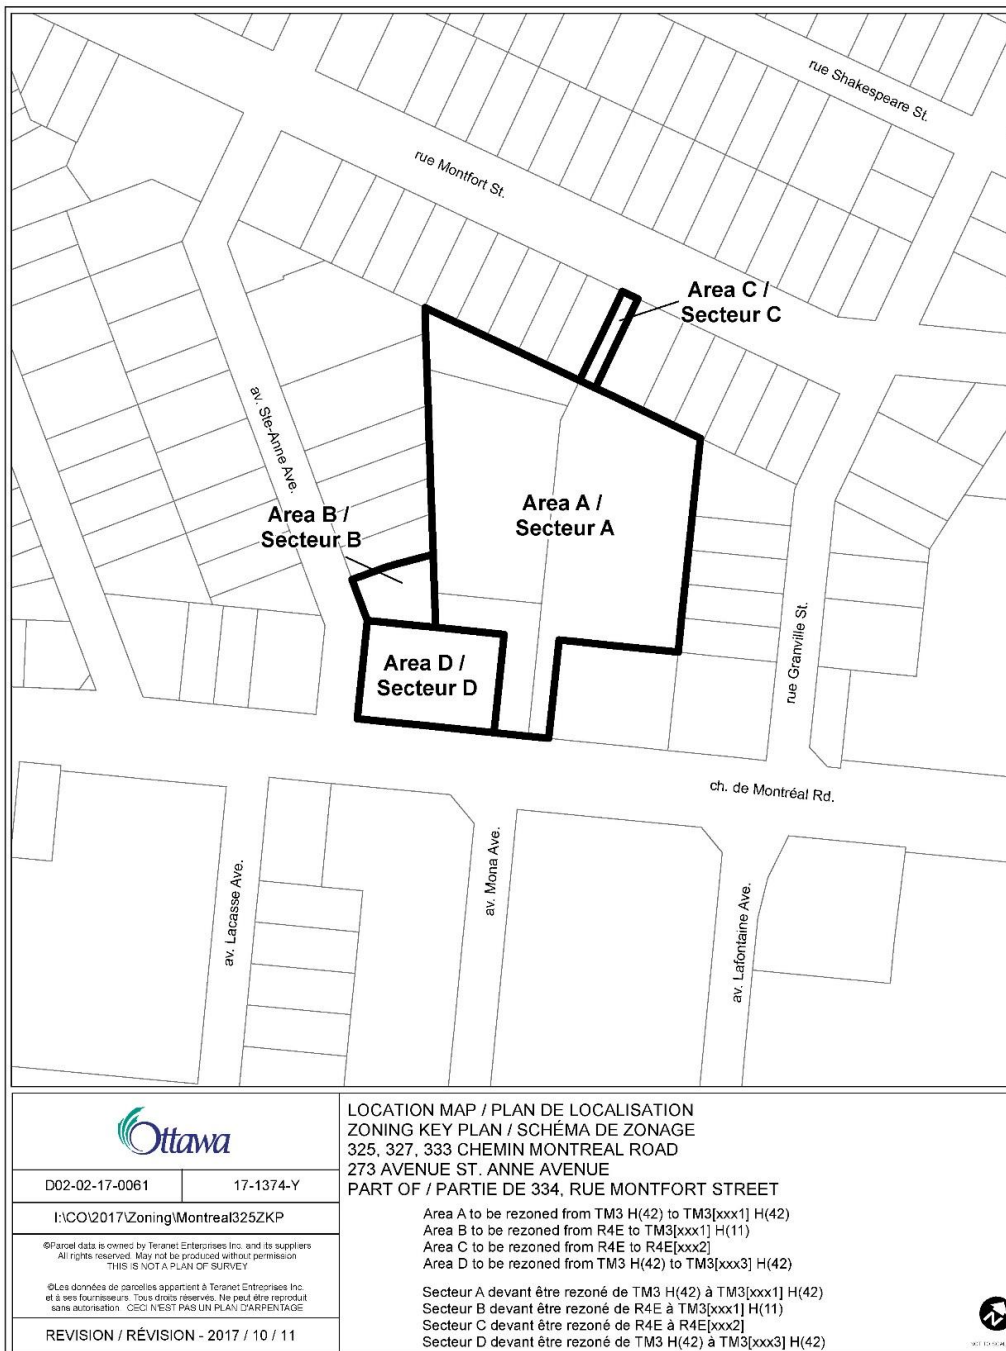 rue Shakespeare St.
rue Montfort St.
Area C /
Secteur C
av. Ste-Anne Ave.
Area A /
Secteur A
Area B /
Secteur B
Area D /
Secteur D
rue Granville St.
ch. de Montréal Rd.
av. Lacasse Ave.
av. Mona Ave.
av. Lafontaine Ave.
Ottawa
D02-02-17-0061
17-1374-Y
I:\CO\2017\Zoning\Montreal325ZKP
©Parcel data is owned by Teranet Enterprises Inc. and its suppliers
All rights reserved. May not be produced without permission
THIS IS NOT A PLAN OF SURVEY
©Les données de parcelles appartient à Teranet Entreprises Inc.
et à ses fournisseurs. Tous droits réservés. Ne peut être reproduit
sans autorisation. CECI N'EST PAS UN PLAN D'ARPENTAGE
REVISION / RÉVISION - 2017 / 10 / 11
LOCATION MAP / PLAN DE LOCALISATION
ZONING KEY PLAN / SCHÉMA DE ZONAGE
325, 327, 333 CHEMIN MONTREAL ROAD
273 AVENUE ST. ANNE AVENUE
PART OF / PARTIE DE 334, RUE MONTFORT STREET
Area A to be rezoned from TM3 H(42) to TM3[xxx1] H(42)
Area B to be rezoned from R4E to TM3[xxx1] H(11)
Area C to be rezoned from R4E to R4E[xxx2]
Area D to be rezoned from TM3 H(42) to TM3[xxx3] H(42)
Secteur A devant être rezoné de TM3 H(42) à TM3[xxx1] H(42)
Secteur B devant être rezoné de R4E à TM3[xxx1] H(11)
Secteur C devant être rezoné de R4E à R4E[xxx2]
Secteur D devant être rezoné de TM3 H(42) à TM3[xxx3] H(42)
N